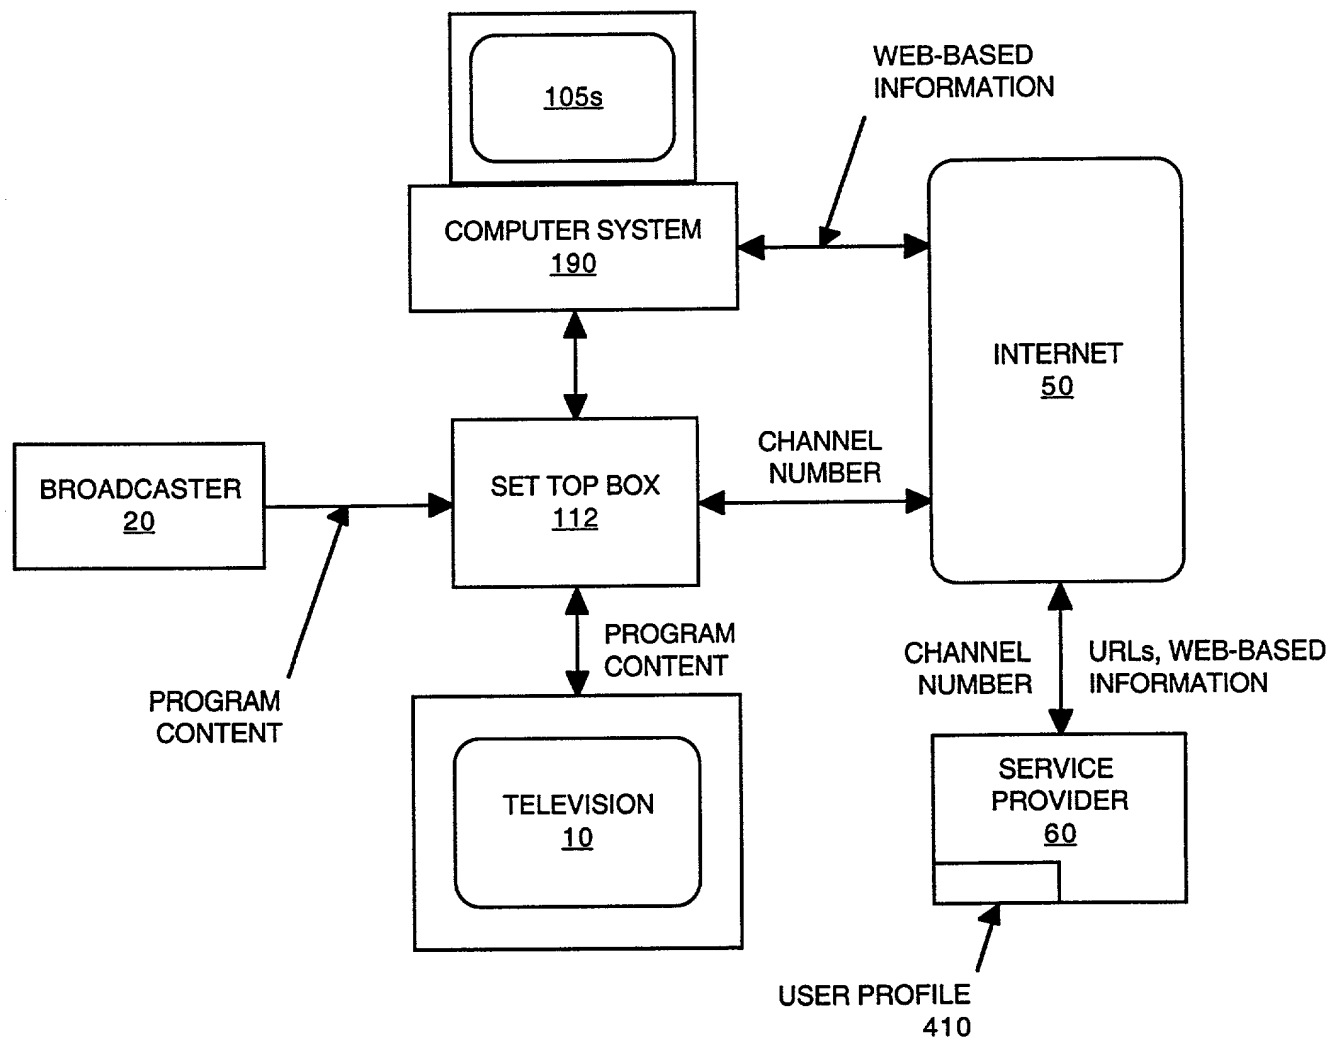 105s
WEB-BASED
INFORMATION
COMPUTER SYSTEM
190
INTERNET
50
BROADCASTER
20
SET TOP BOX
112
CHANNEL
NUMBER
PROGRAM
CONTENT
PROGRAM
CONTENT
CHANNEL
NUMBER
URLs, WEB-BASED
INFORMATION
TELEVISION
10
SERVICE
PROVIDER
60
USER PROFILE
410